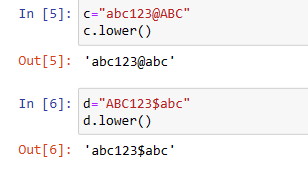 In [5]: c="abc123@ABC"
c.lower()
Out[5]: 'abc123@abc'
In [6]: d="ABC123$abc"
d.lower()
Out[6]: 'abc123$abc'